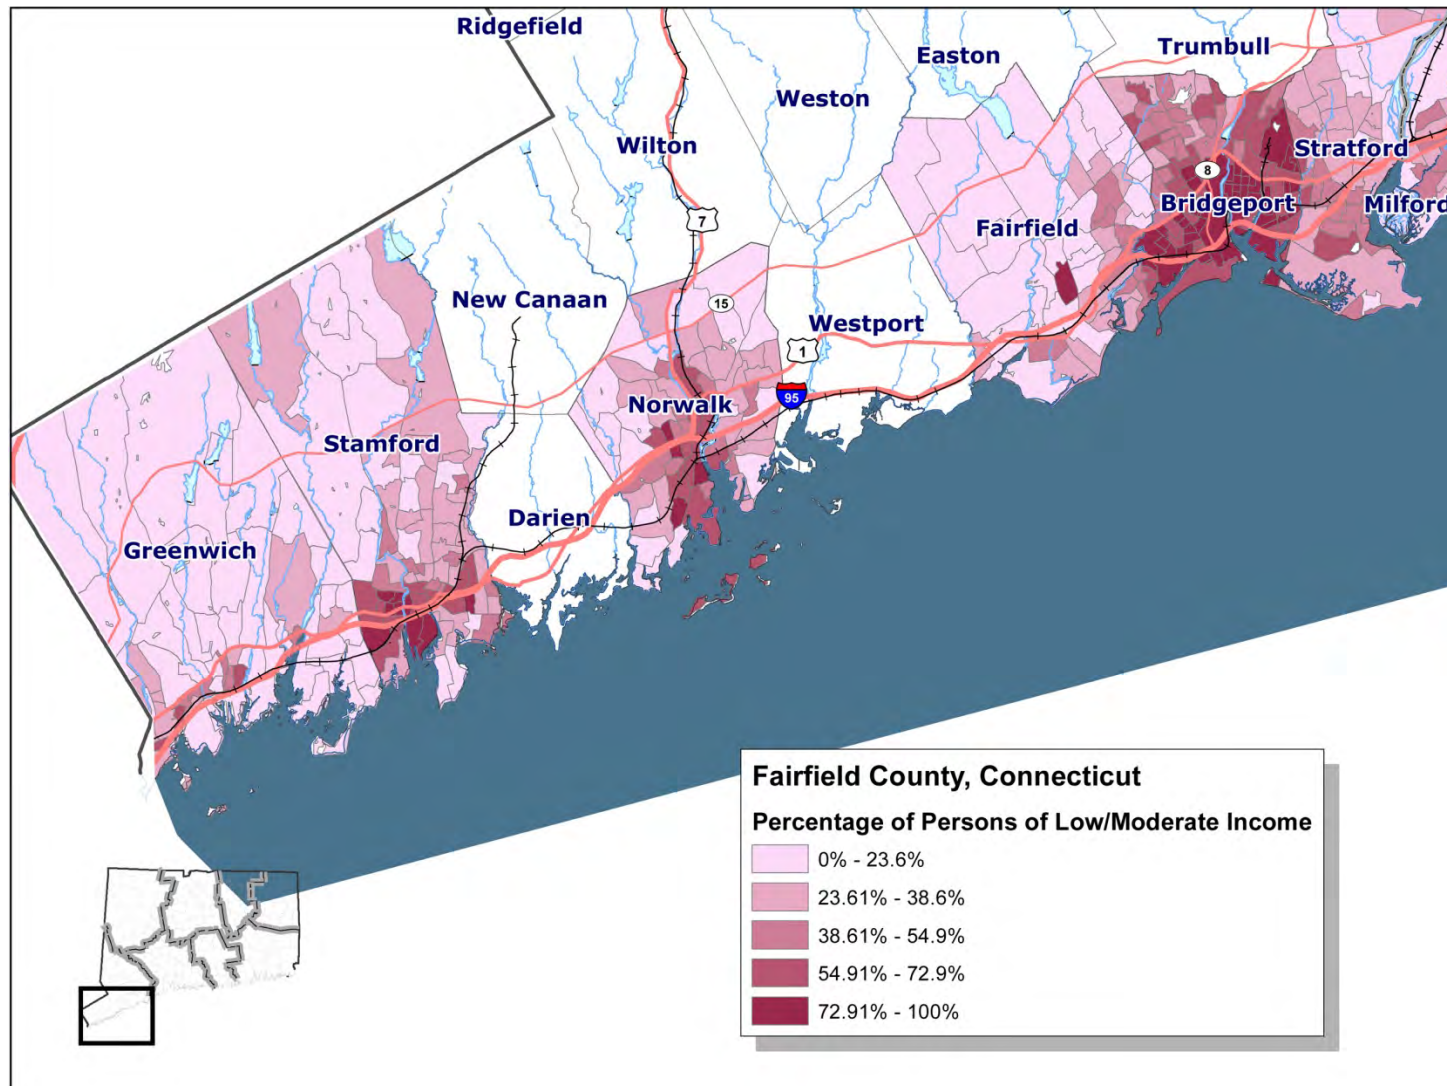 Ridgefield
Easton
Trumbull
Weston
Wilton
Stratford
8
Bridgeport
Milford
7
Fairfield
New Canaan
15
Westport
1
95
Norwalk
Stamford
Darien
Greenwich
Fairfield County, Connecticut
Percentage of Persons of Low/Moderate Income
0% - 23.6%
23.61% - 38.6%
38.61% - 54.9%
54.91% - 72.9%
72.91% - 100%